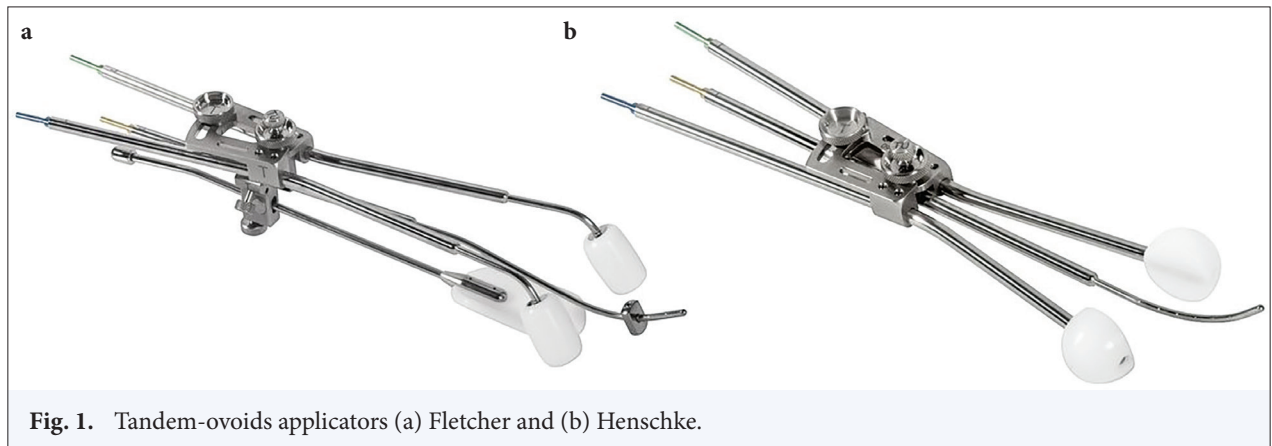 a
b
T
Fig. 1. Tandem-ovoids applicators (a) Fletcher and (b) Henschke.